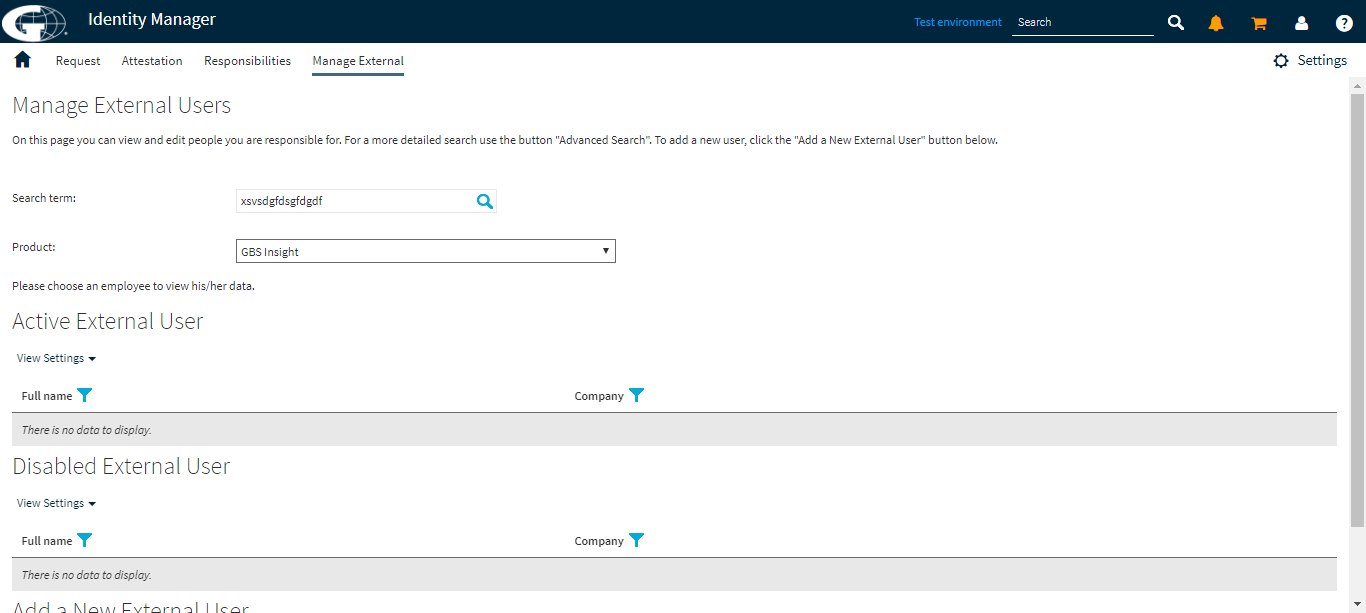 Identity Manager
Test environment
Search
Request Attestation Responsibilities Manage External
Settings
Manage External Users
On this page you can view and edit people you are responsible for. For a more detailed search use the button "Advanced Search". To add a new user, click the "Add a New External User" button below.
Search term: xsvsdgfdsgfdgdf
Product: GBS Insight
Please choose an employee to view his/her data.
Active External User
View Settings
Full name Company
There is no data to display.
Disabled External User
View Settings
Full name Company
There is no data to display.
Add a New External User